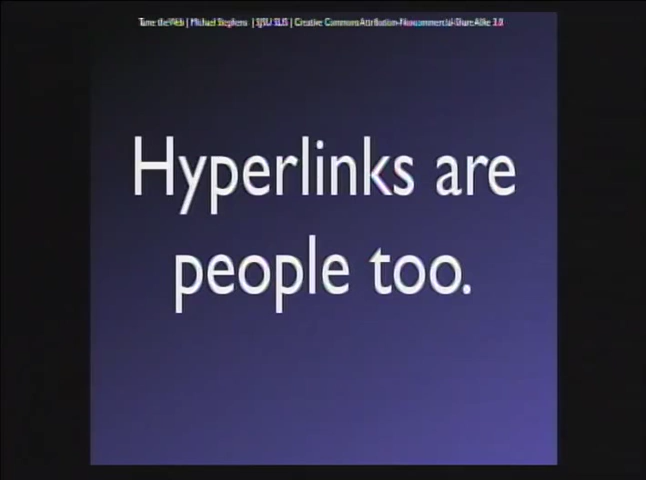 Tame the Web | Michael Stephens | SJSU SLIS | Creative Commons Attribution-Noncommercial-Share Alike 3.0
Hyperlinks are
people too.